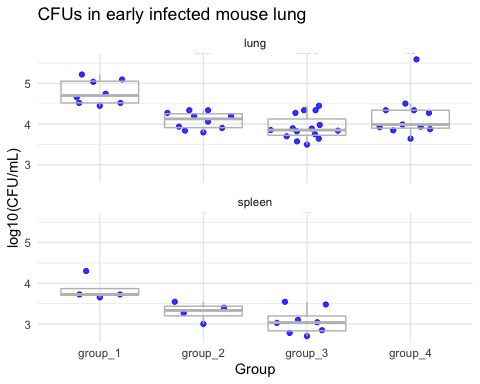 CFUs in early infected mouse lung
lung
5
4
3
spleen
5
4
3
log10(CFU/mL)
group_1 group_2 group_3 group_4
Group